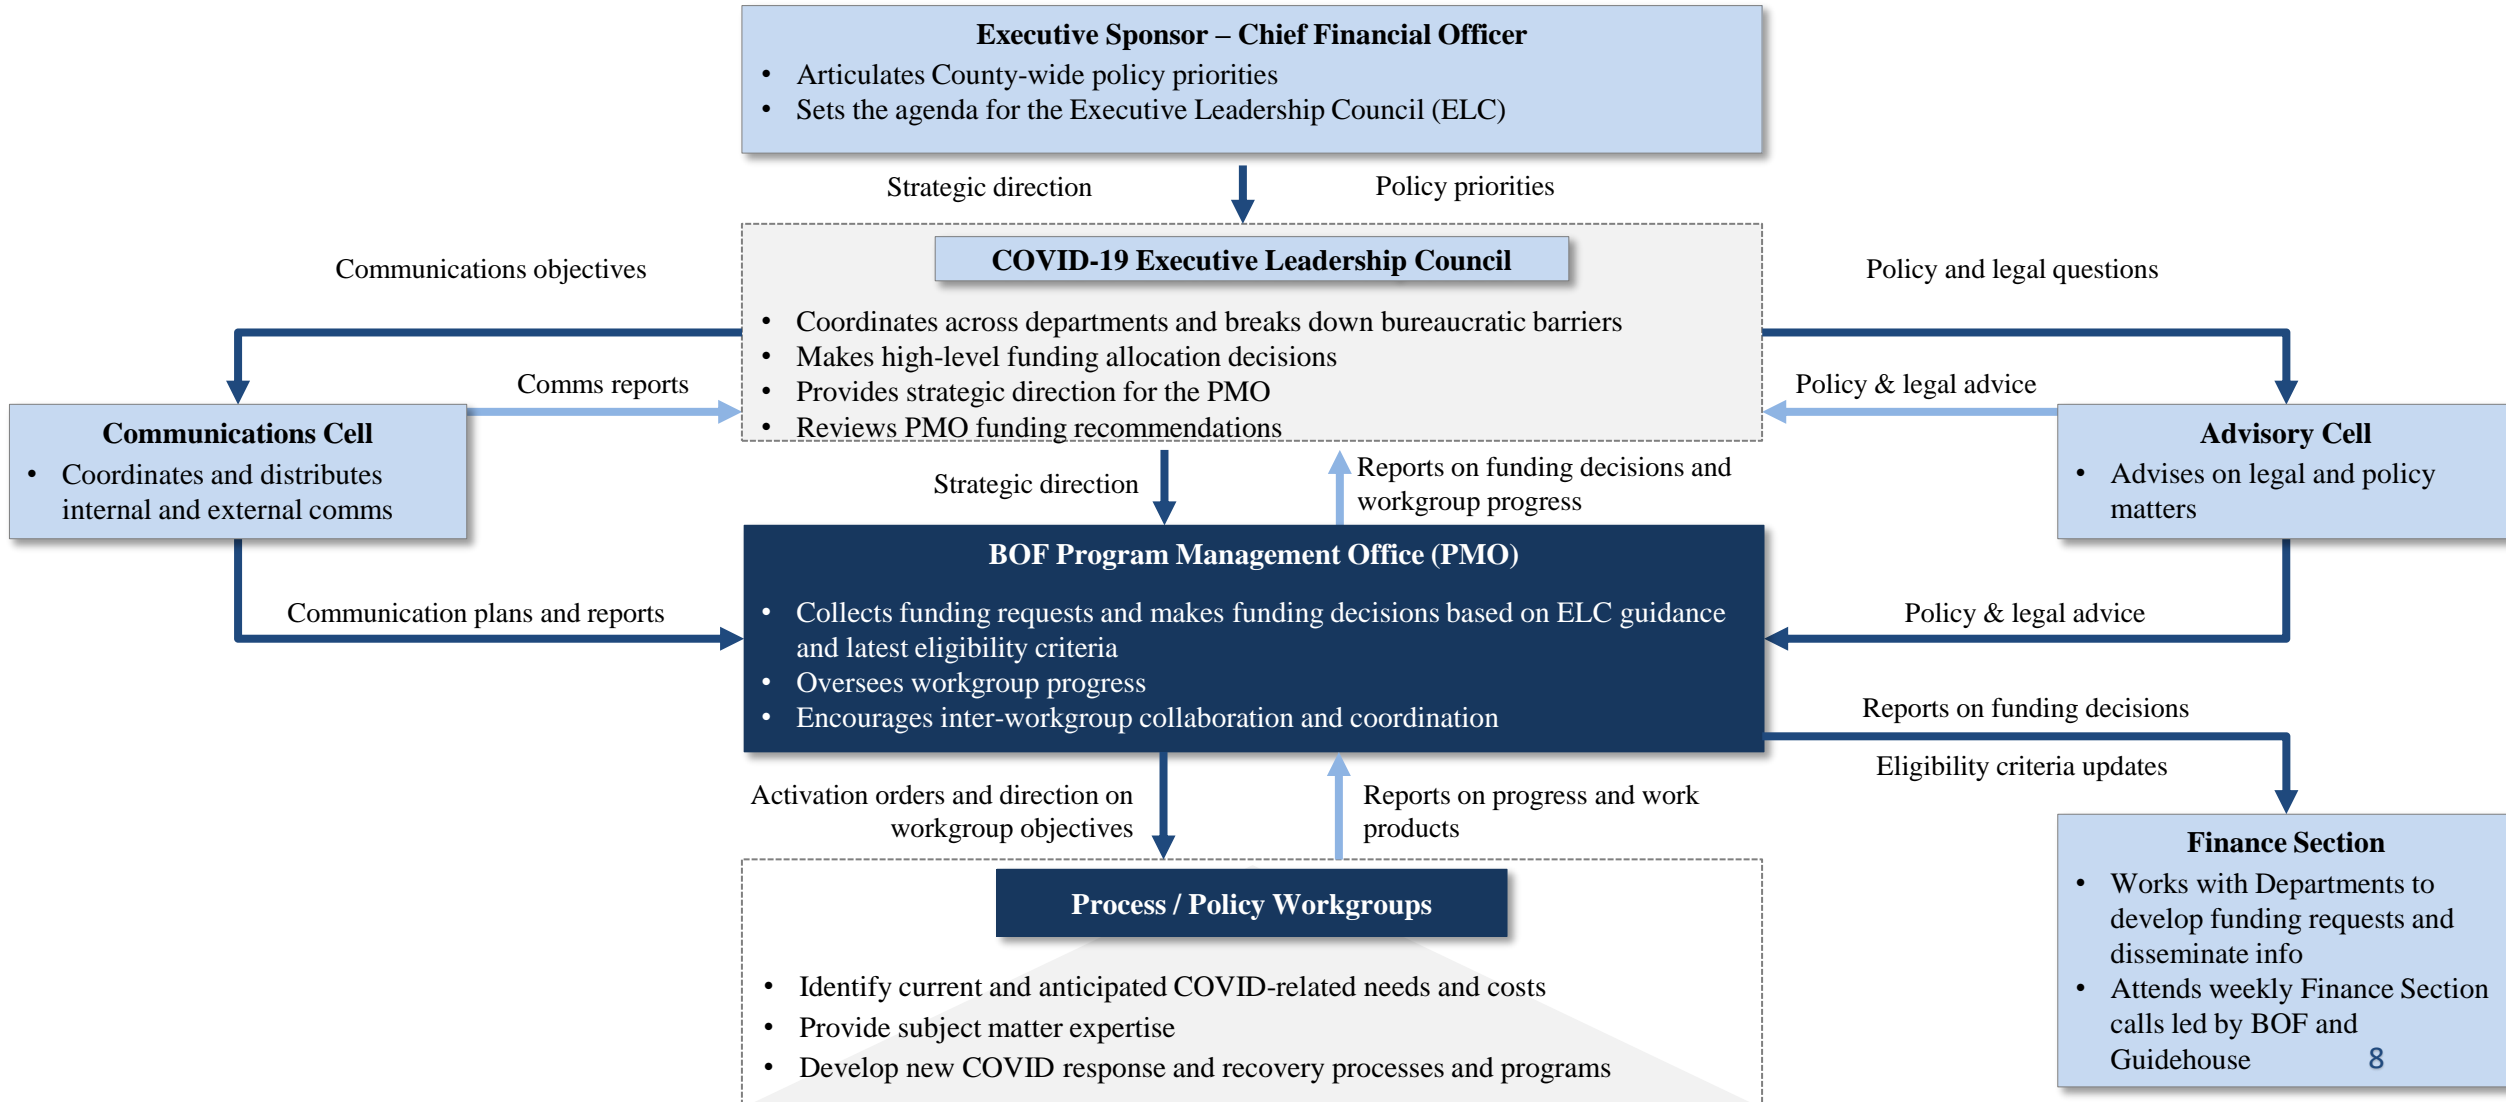 Executive Sponsor – Chief Financial Officer
• Articulates County-wide policy priorities
• Sets the agenda for the Executive Leadership Council (ELC)
Strategic direction
Policy priorities
COVID-19 Executive Leadership Council
• Coordinates across departments and breaks down bureaucratic barriers
• Makes high-level funding allocation decisions
• Provides strategic direction for the PMO
• Reviews PMO funding recommendations
Communications objectives
Comms reports
Policy and legal questions
Policy & legal advice
Communications Cell
• Coordinates and distributes
internal and external comms
Advisory Cell
• Advises on legal and policy
matters
Strategic direction
Reports on funding decisions and
workgroup progress
BOF Program Management Office (PMO)
• Collects funding requests and makes funding decisions based on ELC guidance
and latest eligibility criteria
• Oversees workgroup progress
• Encourages inter-workgroup collaboration and coordination
Communication plans and reports
Policy & legal advice
Reports on funding decisions
Eligibility criteria updates
Activation orders and direction on
workgroup objectives
Reports on progress and work
products
Process / Policy Workgroups
• Identify current and anticipated COVID-related needs and costs
• Provide subject matter expertise
• Develop new COVID response and recovery processes and programs
Finance Section
• Works with Departments to
develop funding requests and
disseminate info
• Attends weekly Finance Section
calls led by BOF and
Guidehouse
8